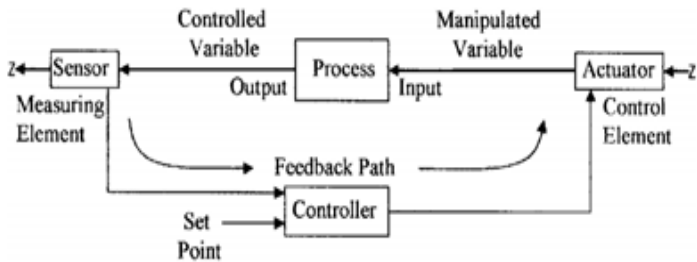 Controlled
Variable
Manipulated
Variable
Z
Sensor
Process
Actuator
Z
Output
Input
Measuring
Element
Control
Element
Feedback Path
Controller
Set
Point